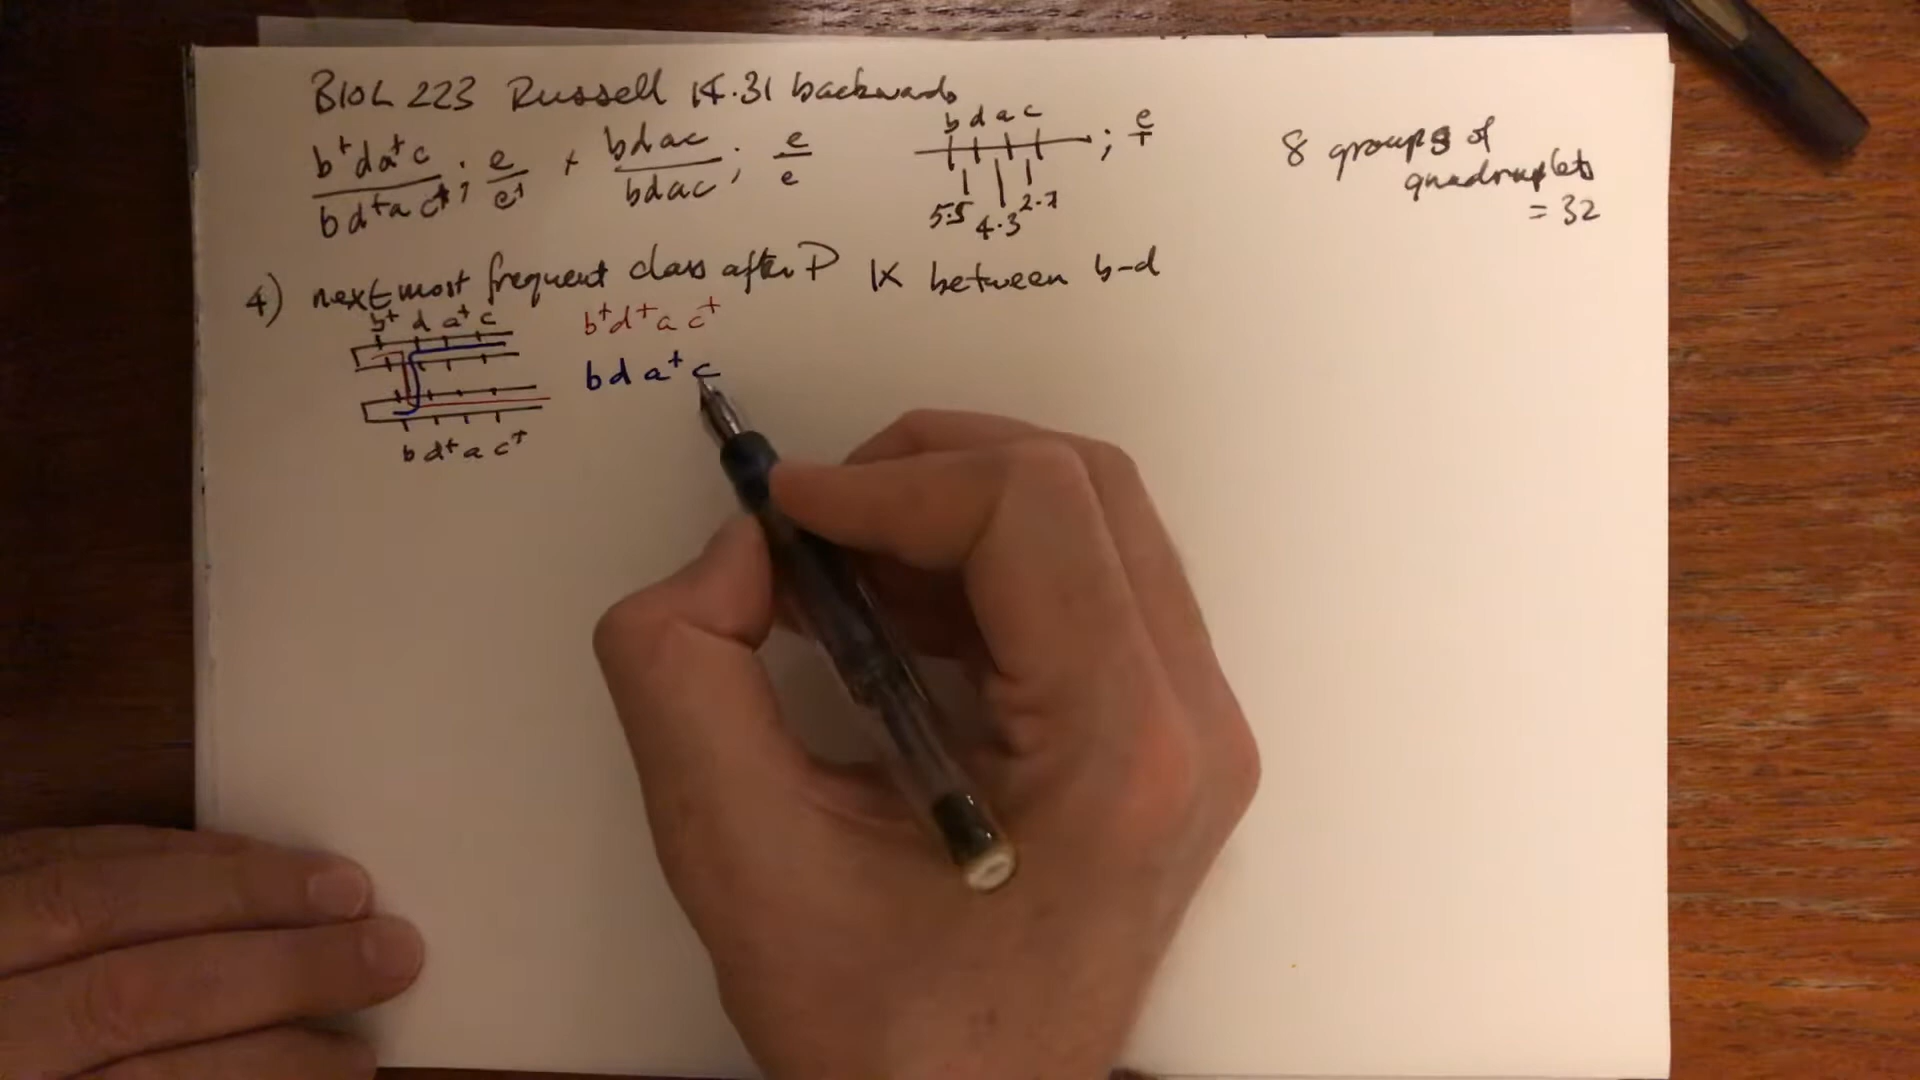 BIOL 223 Russell 14.31 backwards
b⁺da⁺c / bd⁺ac⁺ ; e / e⁺ × bdac / bdac ; e / e
b d a c ; e / +
5.5 4.3 2.7
8 groups of
quadruplets
= 32
4) next most frequent class after P 1X between b-d
b⁺ d a⁺ c
b⁺d⁺a c⁺
b d a⁺ c
b d⁺ a c⁺